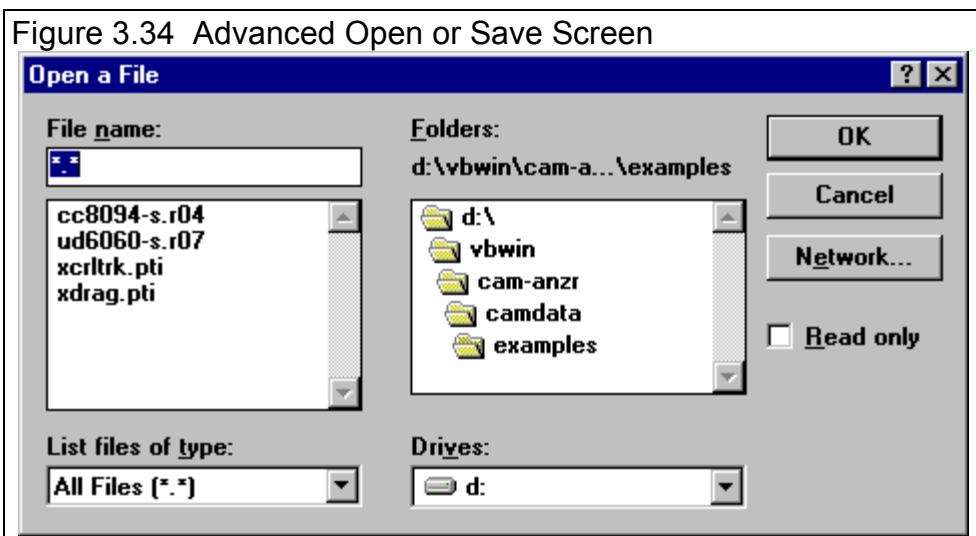 Figure 3.34 Advanced Open or Save Screen
Open a File
File name:
*.*
cc8094-s.r04
ud6060-s.r07
xcrltrk.pti
xdrag.pti
List files of type:
All Files (*.*)
Folders:
d:\vbwin\cam-a...\examples
d:\
vbwin
cam-anzr
camdata
examples
Drives:
d:
OK
Cancel
Network...
Read only